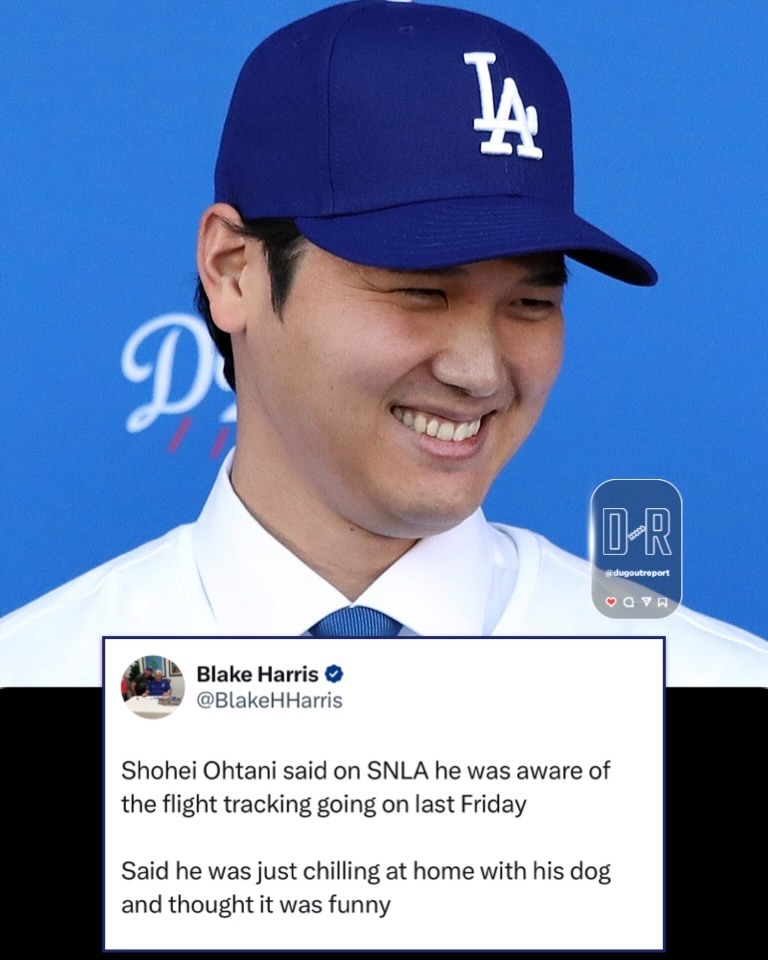 LA
D
D R
@dugoutreport
Blake Harris
@BlakeHHarris
Shohei Ohtani said on SNLA he was aware of
the flight tracking going on last Friday
Said he was just chilling at home with his dog
and thought it was funny